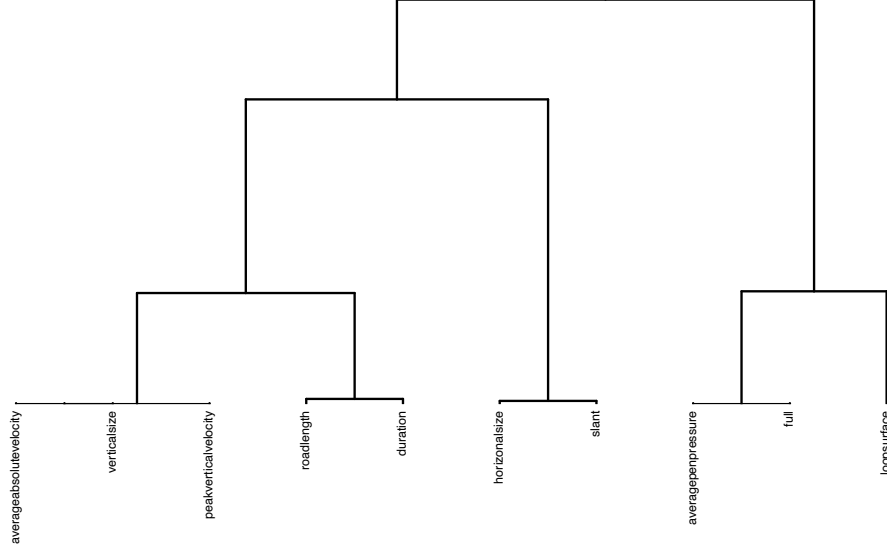 averageabsolutevelocity
verticalsize
peakverticalvelocity
roadlength
duration
horizonalsize
slant
averagepenpressure
full
loopsurface